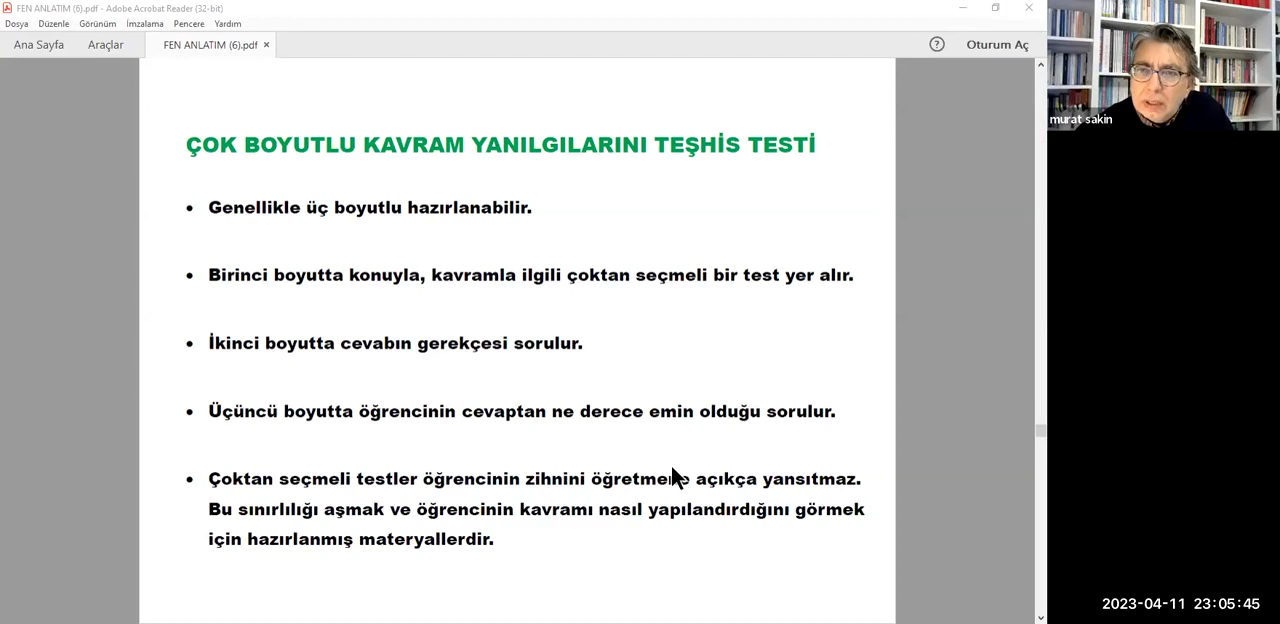 FEN ANLATIM (6).pdf - Adobe Acrobat Reader (32-bit)
Dosya Düzenle Görünüm İmzalama Pencere Yardım
Ana Sayfa Araçlar FEN ANLATIM (6).pdf × ? Oturum Aç
murat sakin
ÇOK BOYUTLU KAVRAM YANILGILARINI TEŞHİS TESTİ
• Genellikle üç boyutlu hazırlanabilir.
• Birinci boyutta konuyla, kavramla ilgili çoktan seçmeli bir test yer alır.
• İkinci boyutta cevabın gerekçesi sorulur.
• Üçüncü boyutta öğrencinin cevaptan ne derece emin olduğu sorulur.
• Çoktan seçmeli testler öğrencinin zihnini öğretmene açıkça yansıtmaz.
Bu sınırlılığı aşmak ve öğrencinin kavramı nasıl yapılandırdığını görmek
için hazırlanmış materyallerdir.
2023-04-11 23:05:45